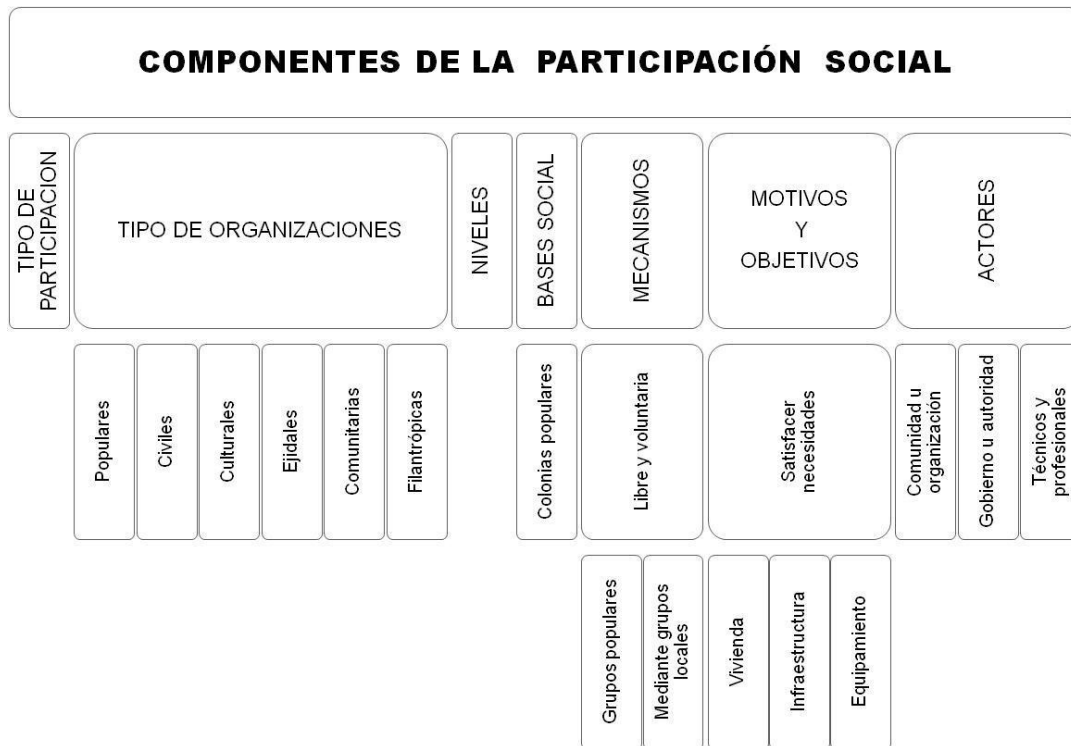 COMPONENTES DE LA PARTICIPACIÓN SOCIAL
TIPO DE
PARTICIPACION
TIPO DE ORGANIZACIONES
NIVELES
BASES SOCIAL
MECANISMOS
MOTIVOS
Y
OBJETIVOS
ACTORES
Populares
Civiles
Culturales
Ejidales
Comunitarias
Filantrópicas
Colonias populares
Libre y voluntaria
Satisfacer
necesidades
Comunidad u
organización
Gobierno u autoridad
Técnicos y
profesionales
Grupos populares
Mediante grupos
locales
Vivienda
Infraestructura
Equipamiento